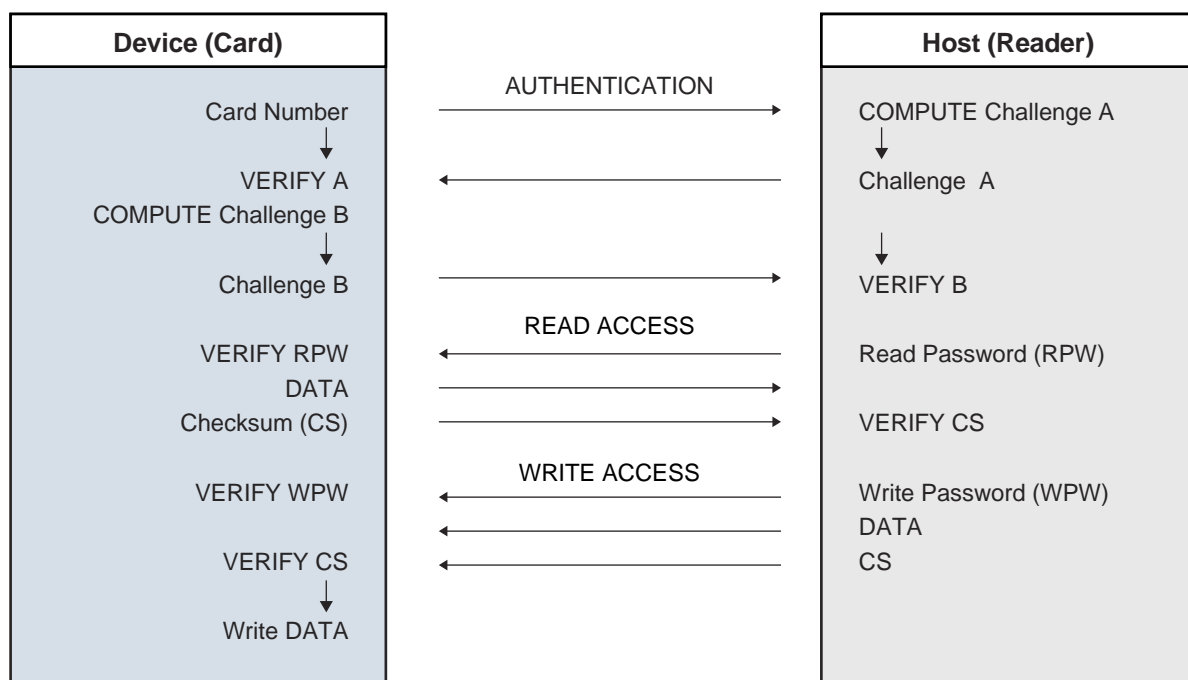 Device (Card)
Host (Reader)
AUTHENTICATION
Card Number
COMPUTE Challenge A
VERIFY A
Challenge A
COMPUTE Challenge B
Challenge B
VERIFY B
READ ACCESS
VERIFY RPW
Read Password (RPW)
DATA
Checksum (CS)
VERIFY CS
WRITE ACCESS
VERIFY WPW
Write Password (WPW)
DATA
VERIFY CS
CS
Write DATA